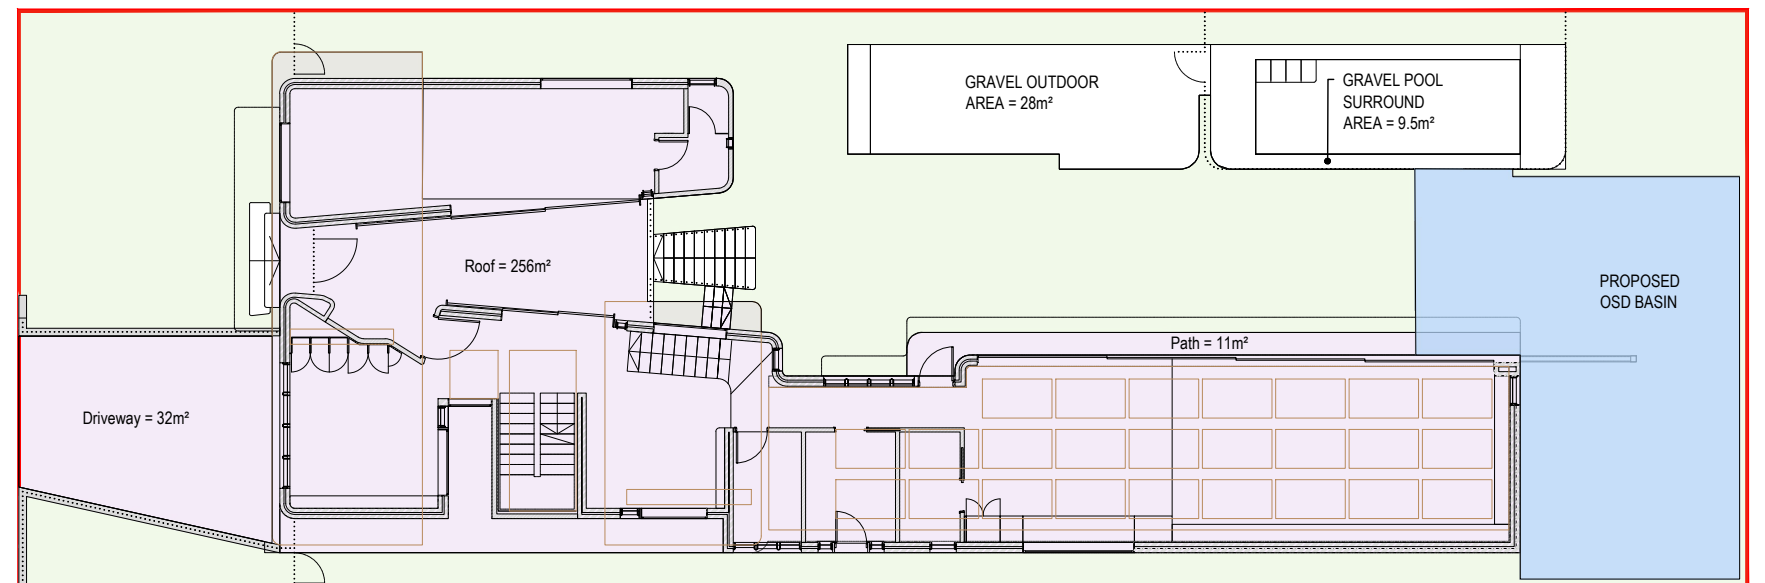 GRAVEL OUTDOOR
AREA = 28m²
GRAVEL POOL
SURROUND
AREA = 9.5m²
Roof = 256m²
PROPOSED
OSD BASIN
Path = 11m²
Driveway = 32m²